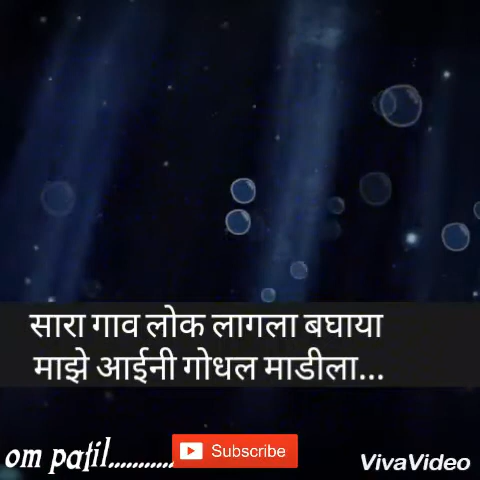 सारा गाव लोक लागला बघाया
माझे आईनी गोधल माडीला...
om patil........... Subscribe
VivaVideo